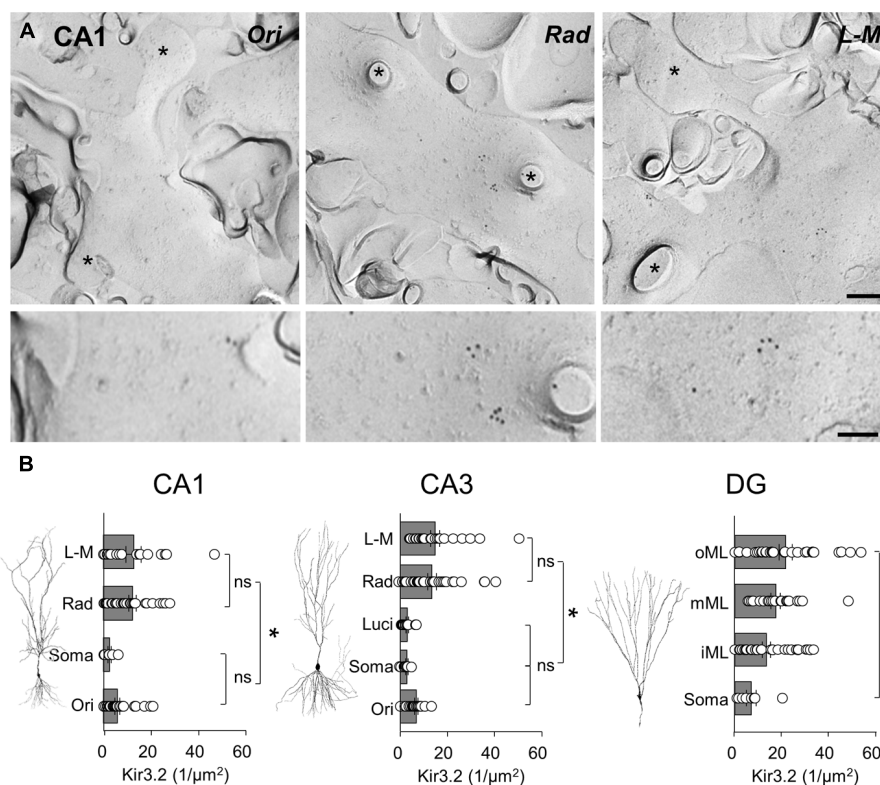 A
CA1
Ori
Rad
L-M
*
*
*
*
*
*
B
CA1
CA3
DG
L-M
Rad
Soma
Ori
ns
ns
*
0 20 40 60
Kir3.2 (1/µm²)
L-M
Rad
Luci
Soma
Ori
ns
ns
*
0 20 40 60
Kir3.2 (1/µm²)
oML
mML
iML
Soma
0 20 40 60
Kir3.2 (1/µm²)